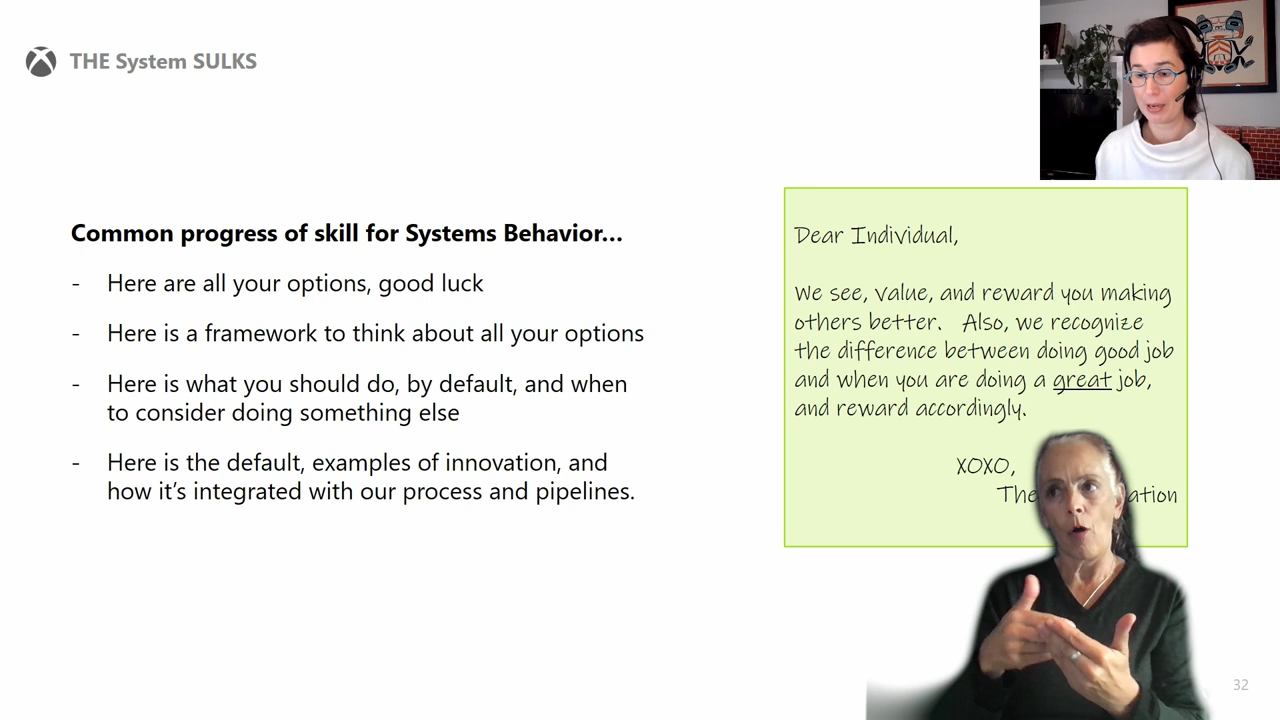 THE System SULKS
Common progress of skill for Systems Behavior...
- Here are all your options, good luck
- Here is a framework to think about all your options
- Here is what you should do, by default, and when
to consider doing something else
- Here is the default, examples of innovation, and
how it's integrated with our process and pipelines.
Dear Individual,
We see, value, and reward you making
others better. Also, we recognize
the difference between doing good job
and when you are doing a great job,
and reward accordingly.
XOXO,
The
32